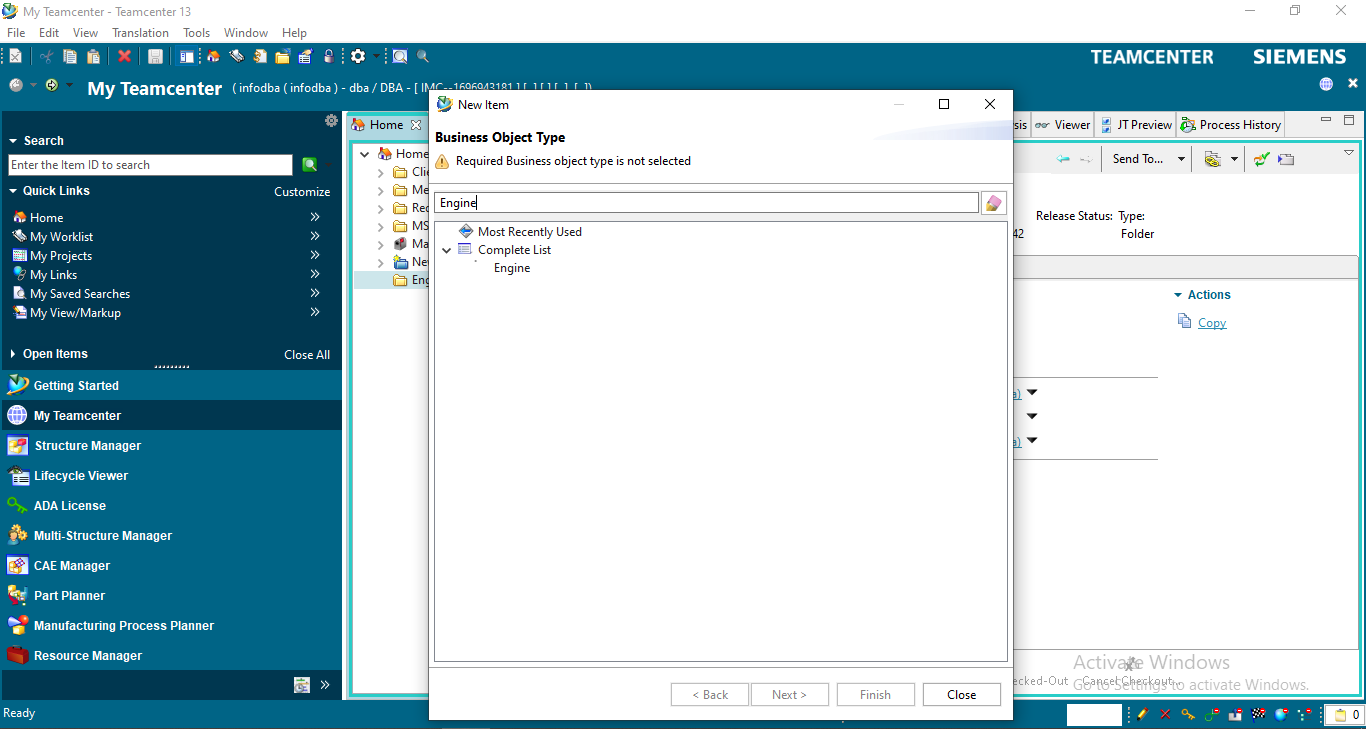 My Teamcenter - Teamcenter 13
File Edit View Translation Tools Window Help
TEAMCENTER SIEMENS
My Teamcenter ( infodba ( infodba ) - dba / DBA - [ IMC--1696943181 ] [ ] [ ] [ ] [ ])
Search
Enter the Item ID to search
Quick Links Customize
Home
My Worklist
My Projects
My Links
My Saved Searches
My View/Markup
Open Items Close All
Getting Started
My Teamcenter
Structure Manager
Lifecycle Viewer
ADA License
Multi-Structure Manager
CAE Manager
Part Planner
Manufacturing Process Planner
Resource Manager
Ready
Home
Home
Clie
Me
MS
Ma
Ne
Eng
New Item
Business Object Type
Required Business object type is not selected
Engine
Most Recently Used
Complete List
Engine
< Back Next > Finish Close
sis Viewer JT Preview Process History
Send To...
Release Status: Type:
42 Folder
Actions
Copy
a)
a)
Activate Windows
ecked-Out Cancel Checkout...
Go to Settings to activate Windows.
0